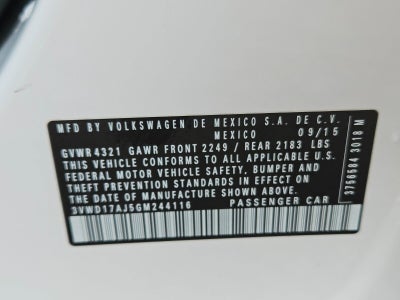 MFD BY VOLKSWAGEN DE MEXICO S.A. DE C.V.
MEXICO 09/15
GVWR 4321 GAWR FRONT 2249 / REAR 2183 LBS
THIS VEHICLE CONFORMS TO ALL APPLICABLE U.S.
FEDERAL MOTOR VEHICLE SAFETY, BUMPER AND
THEFT PREVENTION STANDARDS IN EFFECT ON
THE DATE OF MANUFACTURE SHOWN ABOVE.
3VWD17AJ5GM244116 PASSENGER CAR
3756584 3018 M